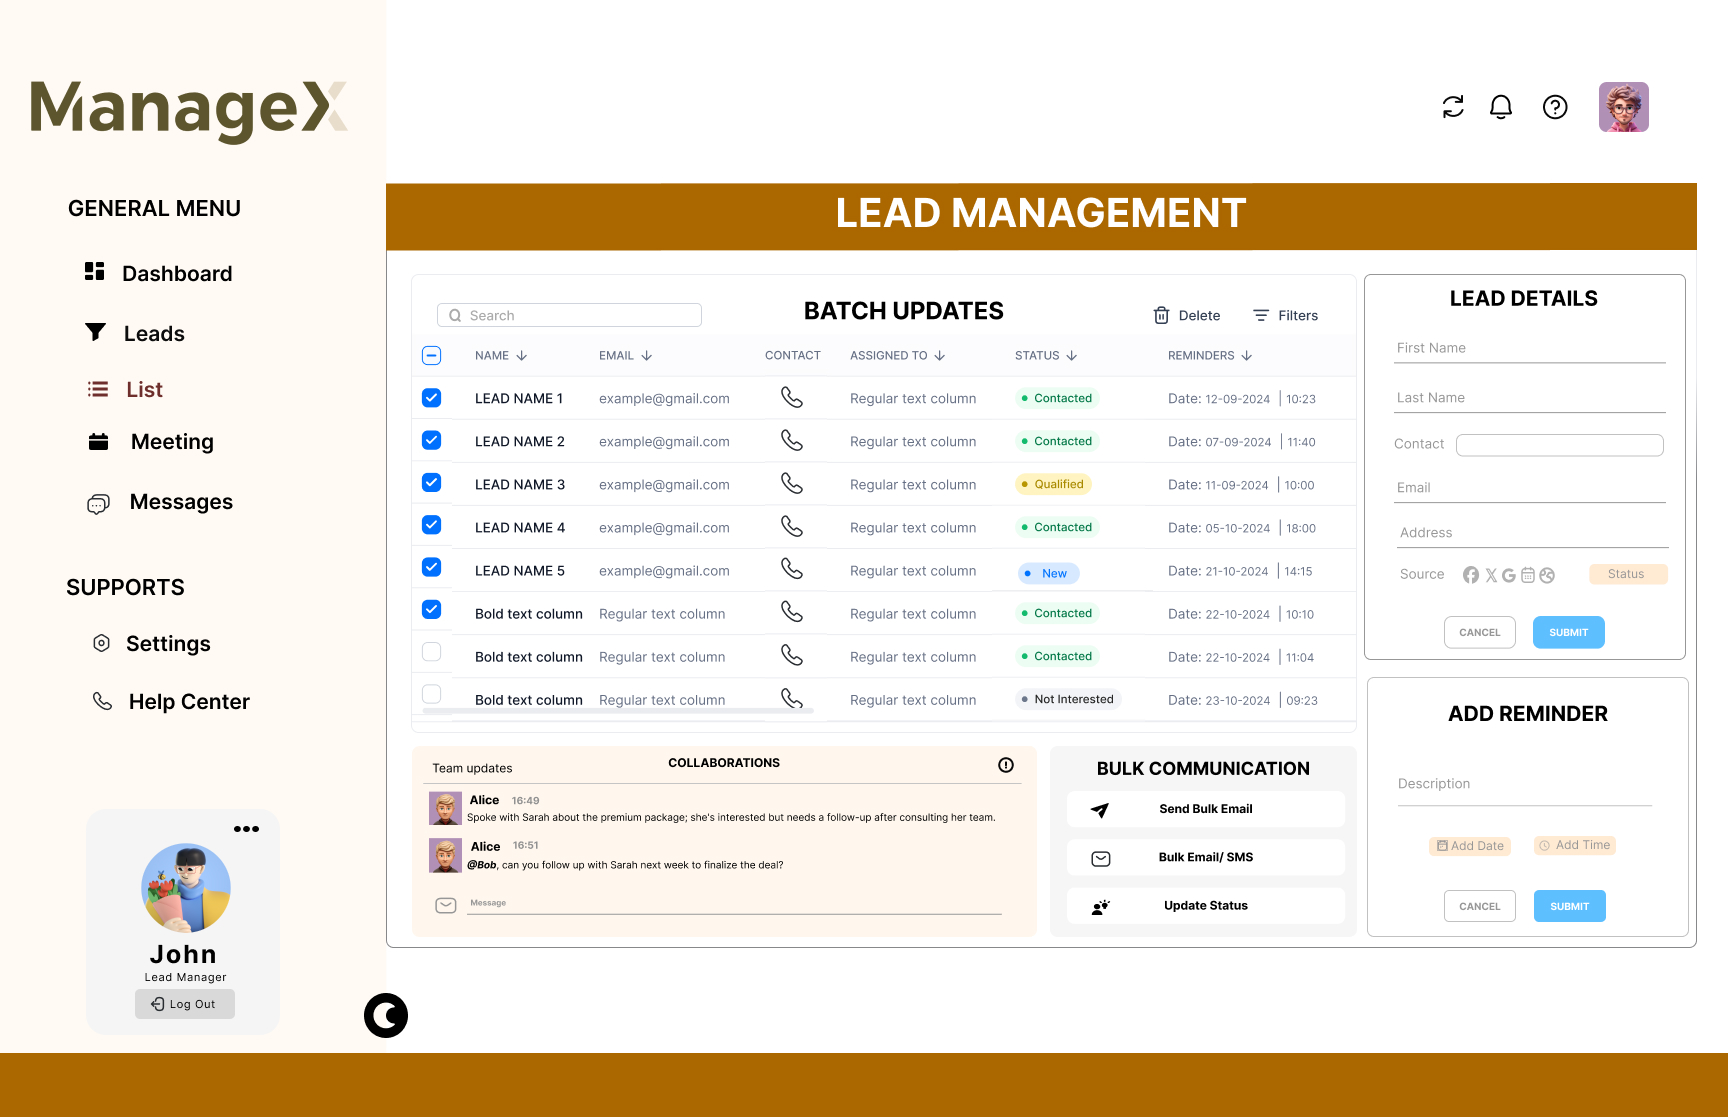 ManageX
GENERAL MENU
Dashboard
Leads
List
Meeting
Messages
SUPPORTS
Settings
Help Center
John
Lead Manager
Log Out
LEAD MANAGEMENT
Search
BATCH UPDATES
Delete
Filters
NAME EMAIL CONTACT ASSIGNED TO STATUS REMINDERS
LEAD NAME 1 example@gmail.com Regular text column Contacted Date: 12-09-2024 | 10:23
LEAD NAME 2 example@gmail.com Regular text column Contacted Date: 07-09-2024 | 11:40
LEAD NAME 3 example@gmail.com Regular text column Qualified Date: 11-09-2024 | 10:00
LEAD NAME 4 example@gmail.com Regular text column Contacted Date: 05-10-2024 | 18:00
LEAD NAME 5 example@gmail.com Regular text column New Date: 21-10-2024 | 14:15
Bold text column Regular text column Regular text column Contacted Date: 22-10-2024 | 10:10
Bold text column Regular text column Regular text column Contacted Date: 22-10-2024 | 11:04
Bold text column Regular text column Regular text column Not Interested Date: 23-10-2024 | 09:23
COLLABORATIONS
Team updates
Alice 16:49
Spoke with Sarah about the premium package; she's interested but needs a follow-up after consulting her team.
Alice 16:51
@Bob, can you follow up with Sarah next week to finalize the deal?
Message
BULK COMMUNICATION
Send Bulk Email
Bulk Email/ SMS
Update Status
LEAD DETAILS
First Name
Last Name
Contact
Email
Address
Source Status
CANCEL SUBMIT
ADD REMINDER
Description
Add Date Add Time
CANCEL SUBMIT